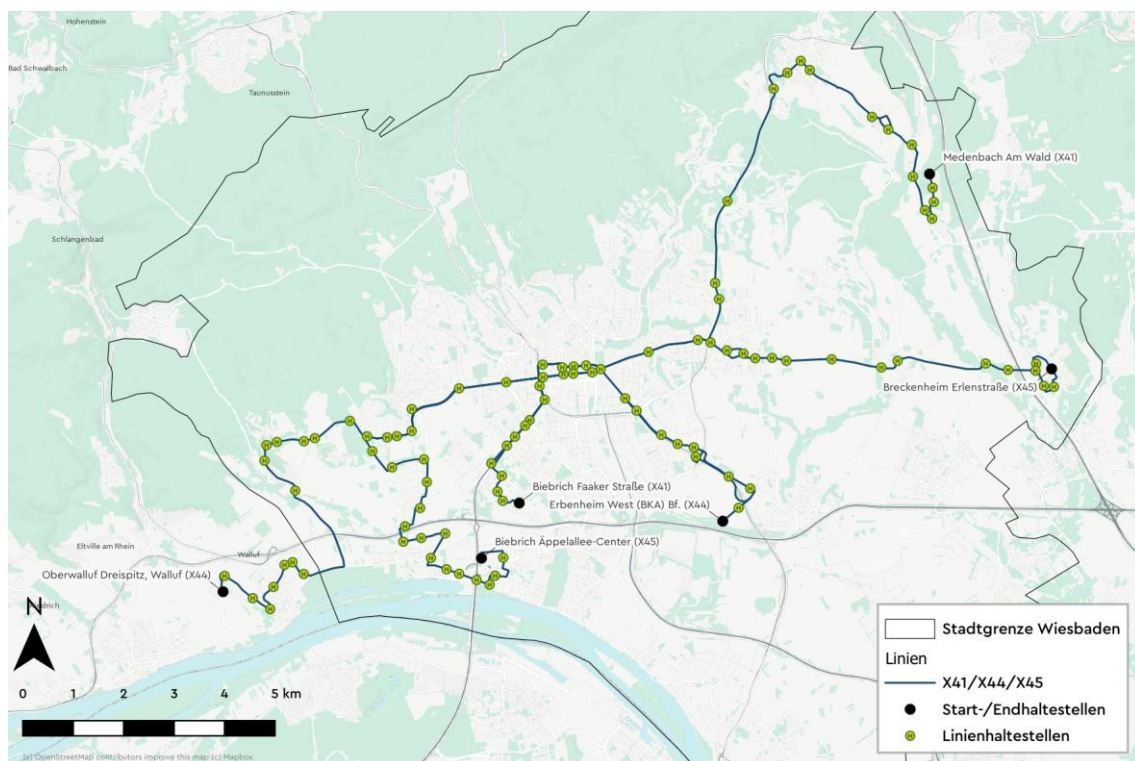 Hohenstein
Bad Schwalbach
Taunusstein
Medenbach Am Wald (X41)
Schlangenbad
Breckenheim Erlenstraße (X45)
Biebrich Faaker Straße (X41)
Erbenheim West (BKA) Bf. (X44)
Biebrich Äppelallee-Center (X45)
Eltville am Rhein
Walluf
Oberwalluf Dreispitz, Walluf (X44)
N
0 1 2 3 4 5 km
Stadtgrenze Wiesbaden
Linien
X41/X44/X45
Start-/Endhaltestellen
Linienhaltestellen
(c) OpenStreetMap contributors improve this map (c) Mapbox